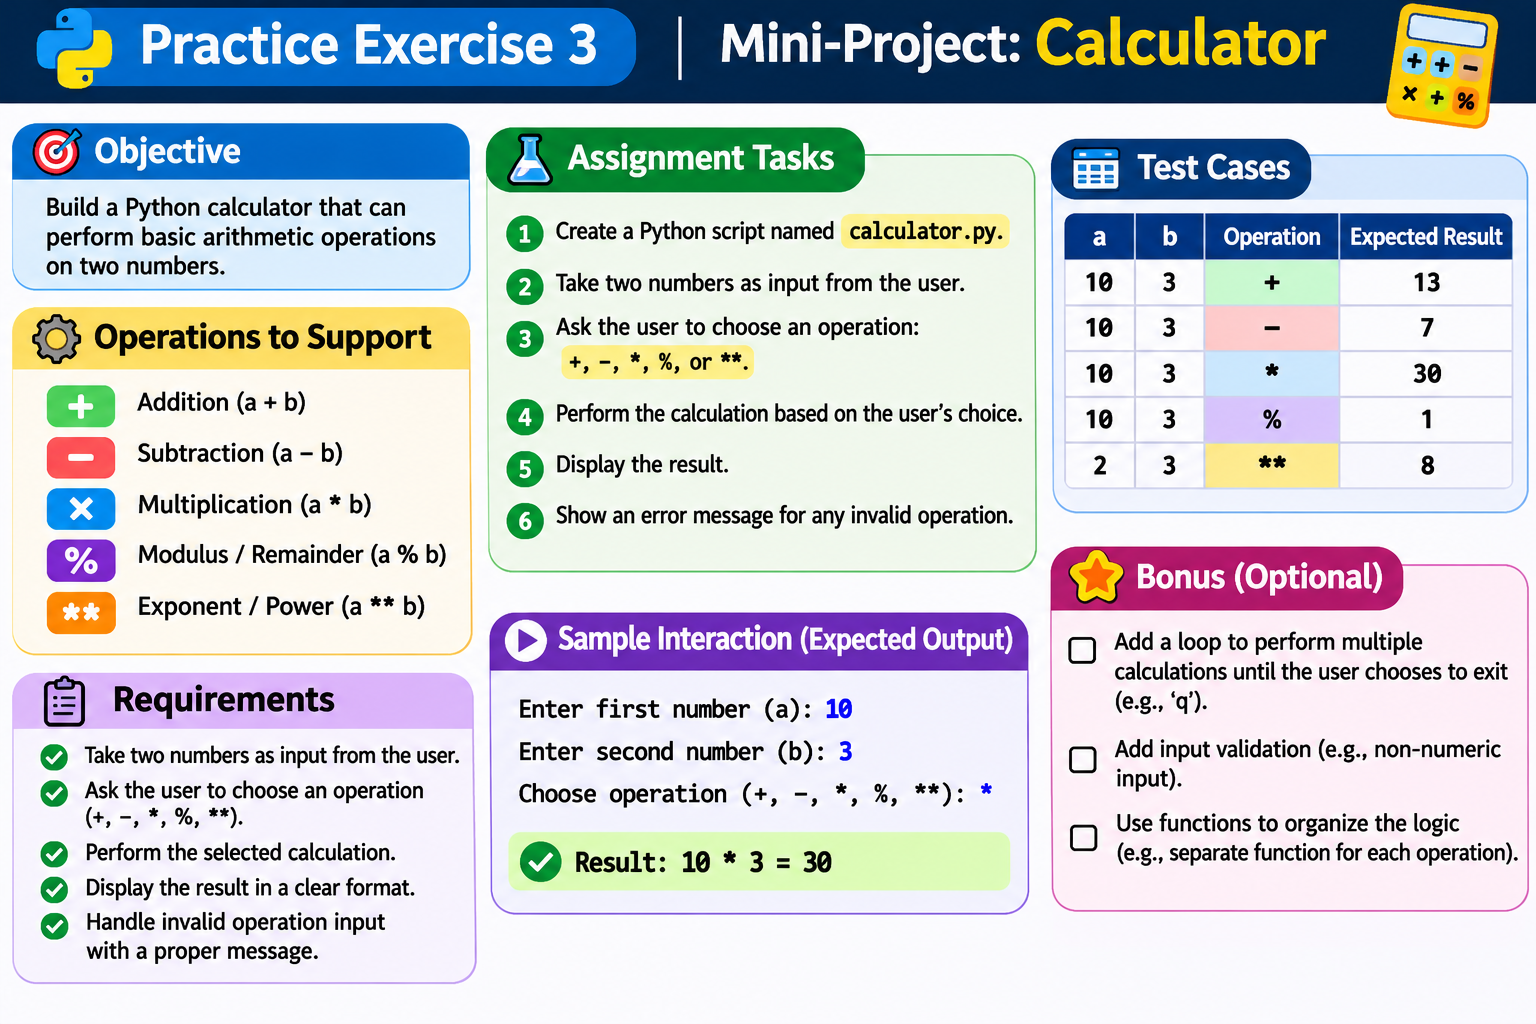 Practice Exercise 3 | Mini-Project: Calculator
+ + −
× + %
Objective
Build a Python calculator that can
perform basic arithmetic operations
on two numbers.
Operations to Support
+ Addition (a + b)
− Subtraction (a − b)
× Multiplication (a * b)
% Modulus / Remainder (a % b)
** Exponent / Power (a ** b)
Requirements
Take two numbers as input from the user.
Ask the user to choose an operation
(+, −, *, %, **).
Perform the selected calculation.
Display the result in a clear format.
Handle invalid operation input
with a proper message.
Assignment Tasks
1 Create a Python script named calculator.py.
2 Take two numbers as input from the user.
3 Ask the user to choose an operation:
+, −, *, %, or **.
4 Perform the calculation based on the user’s choice.
5 Display the result.
6 Show an error message for any invalid operation.
Sample Interaction (Expected Output)
Enter first number (a): 10
Enter second number (b): 3
Choose operation (+, −, *, %, **): *
Result: 10 * 3 = 30
Test Cases
a b Operation Expected Result
10 3 + 13
10 3 − 7
10 3 * 30
10 3 % 1
2 3 ** 8
Bonus (Optional)
Add a loop to perform multiple
calculations until the user chooses to exit
(e.g., ‘q’).
Add input validation (e.g., non-numeric
input).
Use functions to organize the logic
(e.g., separate function for each operation).